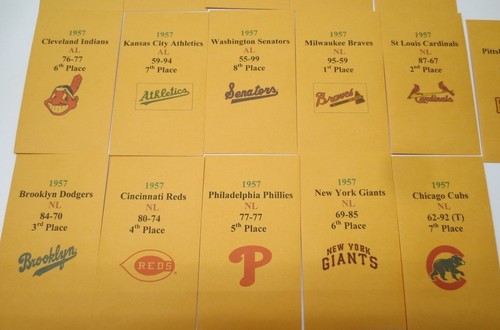 1957
Cleveland Indians
AL
76-77
6th Place
1957
Kansas City Athletics
AL
59-94
7th Place
Athletics
1957
Washington Senators
AL
55-99
8th Place
Senators
1957
Milwaukee Braves
NL
95-59
1st Place
Braves
1957
St Louis Cardinals
NL
87-67
2nd Place
Cardinals
Pitts
1957
Brooklyn Dodgers
NL
84-70
3rd Place
Brooklyn
1957
Cincinnati Reds
NL
80-74
4th Place
REDS
1957
Philadelphia Phillies
NL
77-77
5th Place
P
1957
New York Giants
NL
69-85
6th Place
NEW YORK
GIANTS
1957
Chicago Cubs
NL
62-92 (T)
7th Place